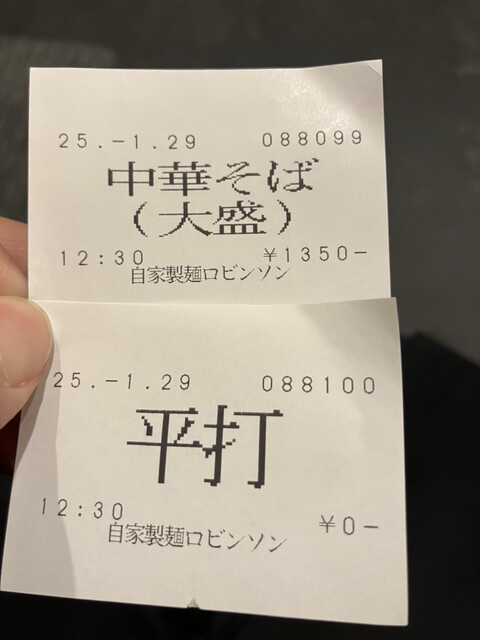 25.-1.29 088099
中華そば
(大盛)
12:30 ¥1350-
自家製麺ロビンソン
25.-1.29 088100
平打
12:30 ¥0-
自家製麺ロビンソン